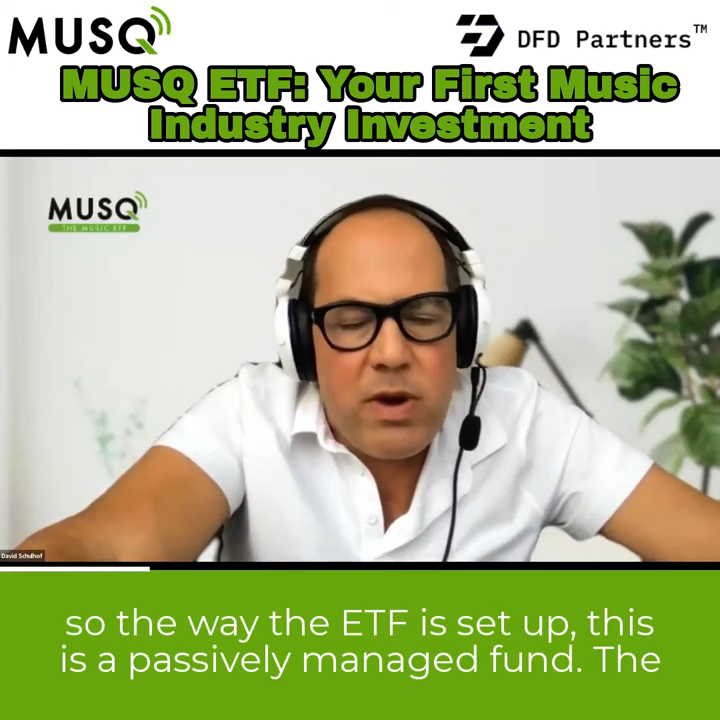 MUSQ
DFD Partners™
MUSQ ETF: Your First Music
Industry Investment
MUSQ
THE MUSIC ETF
David Schulhof
so the way the ETF is set up, this
is a passively managed fund. The